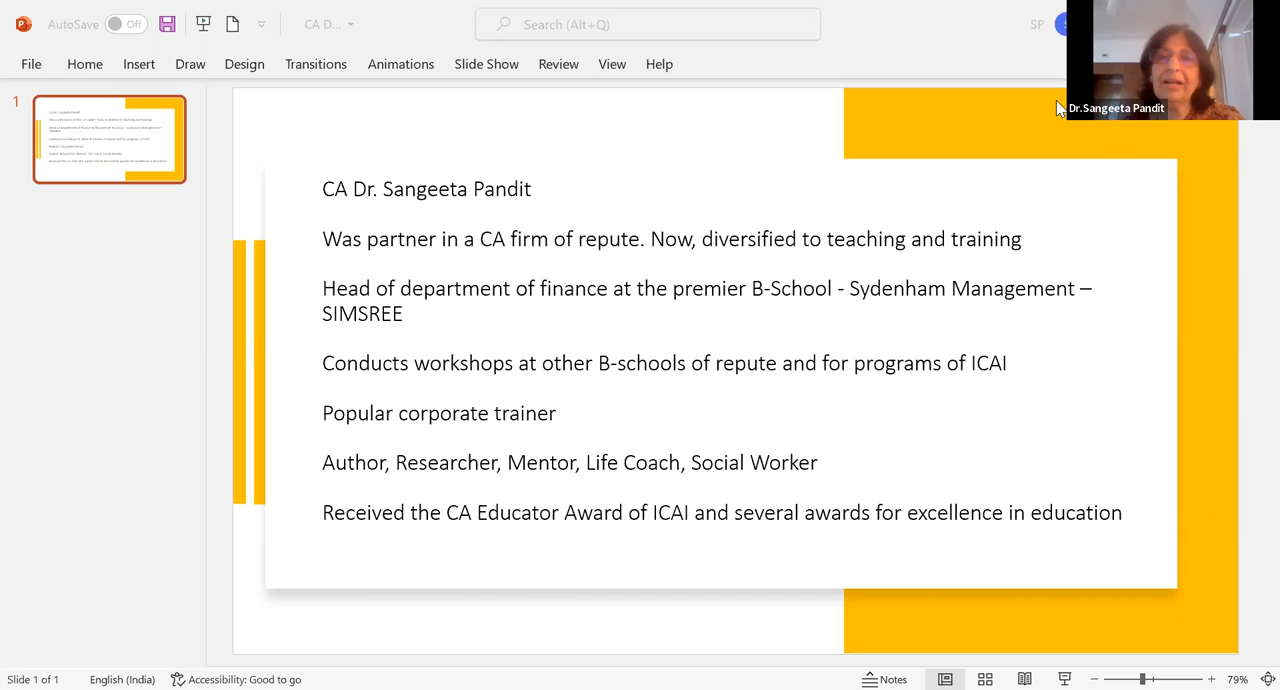 AutoSave Off CA D... Search (Alt+Q) SP
File Home Insert Draw Design Transitions Animations Slide Show Review View Help
Dr.Sangeeta Pandit
1
CA Dr. Sangeeta Pandit
Was partner in a CA firm of repute. Now, diversified to teaching and training
Head of department of finance at the premier B-School - Sydenham Management –
SIMSREE
Conducts workshops at other B-schools of repute and for programs of ICAI
Popular corporate trainer
Author, Researcher, Mentor, Life Coach, Social Worker
Received the CA Educator Award of ICAI and several awards for excellence in education
Slide 1 of 1 English (India) Accessibility: Good to go Notes 79%